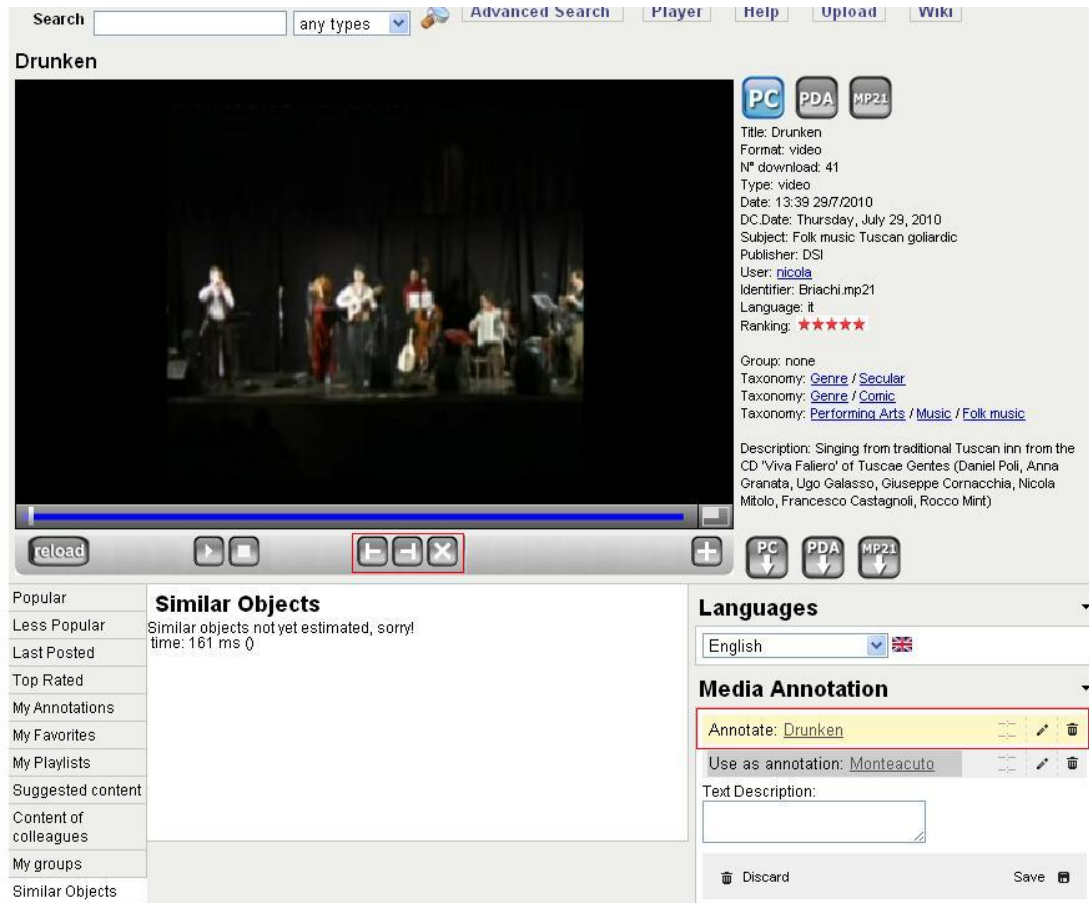 Search any types Advanced Search Player Help Upload Wiki
Drunken
PC PDA MP21
Title: Drunken
Format: video
N° download: 41
Type: video
Date: 13:39 29/7/2010
DC.Date: Thursday, July 29, 2010
Subject: Folk music Tuscan goliardic
Publisher: DSI
User: nicola
Identifier: Briachi.mp21
Language: it
Ranking:
Group: none
Taxonomy: Genre / Secular
Taxonomy: Genre / Comic
Taxonomy: Performing Arts / Music / Folk music
Description: Singing from traditional Tuscan inn from the
CD 'Viva Faliero' of Tuscae Gentes (Daniel Poli, Anna
Granata, Ugo Galasso, Giuseppe Cornacchia, Nicola
Mitolo, Francesco Castagnoli, Rocco Mint)
reload
PC PDA MP21
Popular
Less Popular
Last Posted
Top Rated
My Annotations
My Favorites
My Playlists
Suggested content
Content of
colleagues
My groups
Similar Objects
Similar Objects
Similar objects not yet estimated, sorry!
time: 161 ms ()
Languages
English
Media Annotation
Annotate: Drunken
Use as annotation: Monteacuto
Text Description:
Discard Save